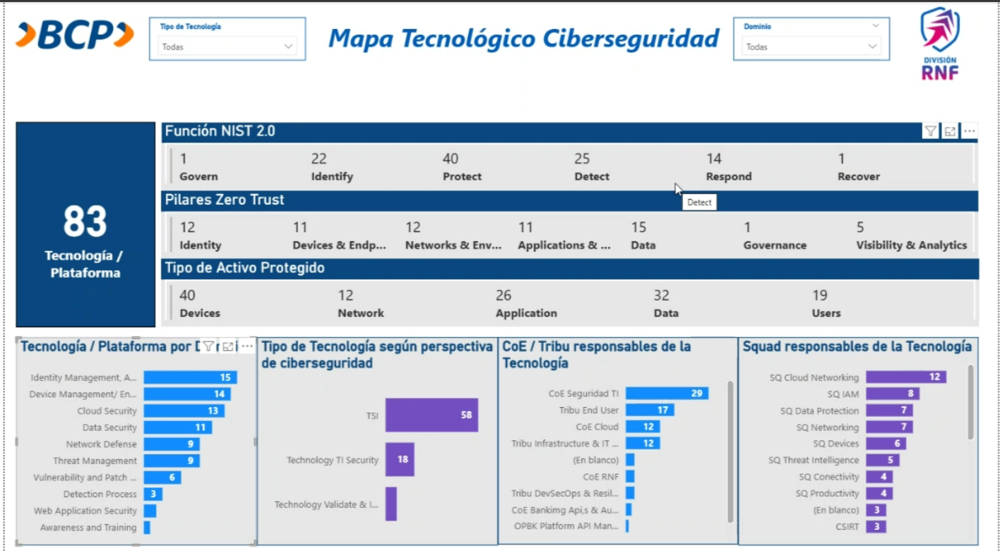 BCP
Tipo de Tecnología
Todas
Mapa Tecnológico Ciberseguridad
Dominio
Todas
DIVISIÓN
RNF
83
Tecnología /
Plataforma
Función NIST 2.0
1 22 40 25 14 1
Govern Identify Protect Detect Respond Recover
Detect
Pilares Zero Trust
12 11 12 11 15 1 5
Identity Devices & Endp... Networks & Env... Applications & ... Data Governance Visibility & Analytics
Tipo de Activo Protegido
40 12 26 32 19
Devices Network Application Data Users
Tecnología / Plataforma por
Identity Management, A... 15
Device Management/ En... 14
Cloud Security 13
Data Security 11
Network Defense 9
Threat Management 9
Vulnerability and Patch ... 6
Detection Process 3
Web Application Security
Awareness and Training
Tipo de Tecnología según perspectiva
de ciberseguridad
TSI 58
Technology TI Security 18
Technology Validate & I...
CoE / Tribu responsables de la
Tecnología
CoE Seguridad TI 29
Tribu End User 17
CoE Cloud 12
Tribu Infrastructure & IT ... 12
(En blanco)
CoE RNF
Tribu DevSecOps & Resil...
CoE Bankimg Api,s & Au...
OPBK Platform API Man...
Squad responsables de la Tecnología
SQ Cloud Networking 12
SQ IAM 8
SQ Data Protection 7
SQ Networking 7
SQ Devices 6
SQ Threat Intelligence 5
SQ Conectivity 4
SQ Productivity 4
(En blanco) 3
CSIRT 3